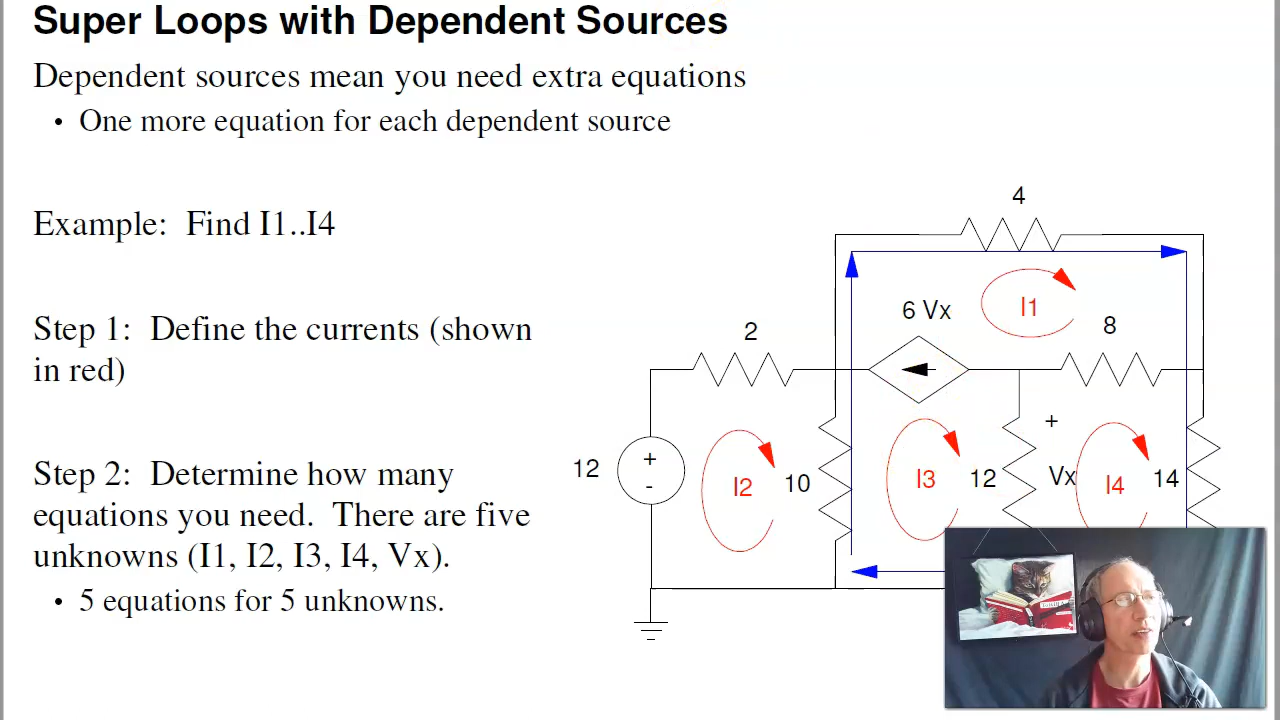 Super Loops with Dependent Sources
Dependent sources mean you need extra equations
• One more equation for each dependent source
Example: Find I1..I4
Step 1: Define the currents (shown
in red)
Step 2: Determine how many
equations you need. There are five
unknowns (I1, I2, I3, I4, Vx).
• 5 equations for 5 unknowns.
4
I1
6 Vx
8
2
+
12
+
-
I2
10
I3
12
Vx
I4
14